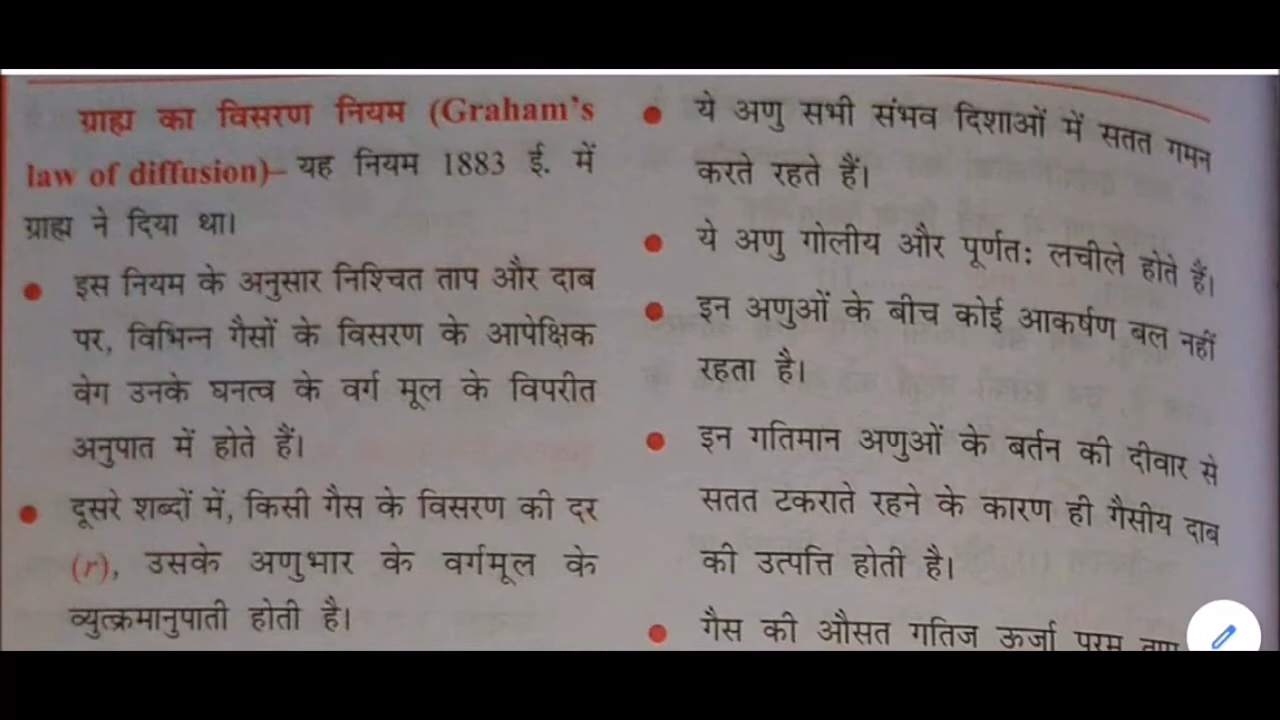 ग्राह्म का विसरण नियम (Graham's
law of diffusion)– यह नियम 1883 ई. में
ग्राह्म ने दिया था।
● इस नियम के अनुसार निश्चित ताप और दाब
पर, विभिन्न गैसों के विसरण के आपेक्षिक
वेग उनके घनत्व के वर्ग मूल के विपरीत
अनुपात में होते हैं।
● दूसरे शब्दों में, किसी गैस के विसरण की दर
(r), उसके अणुभार के वर्गमूल के
व्युत्क्रमानुपाती होती है।
● ये अणु सभी संभव दिशाओं में सतत गमन
करते रहते हैं।
● ये अणु गोलीय और पूर्णतः लचीले होते हैं।
● इन अणुओं के बीच कोई आकर्षण बल नहीं
रहता है।
● इन गतिमान अणुओं के बर्तन की दीवार से
सतत टकराते रहने के कारण ही गैसीय दाब
की उत्पत्ति होती है।
● गैस की औसत गतिज ऊर्जा परम ताप